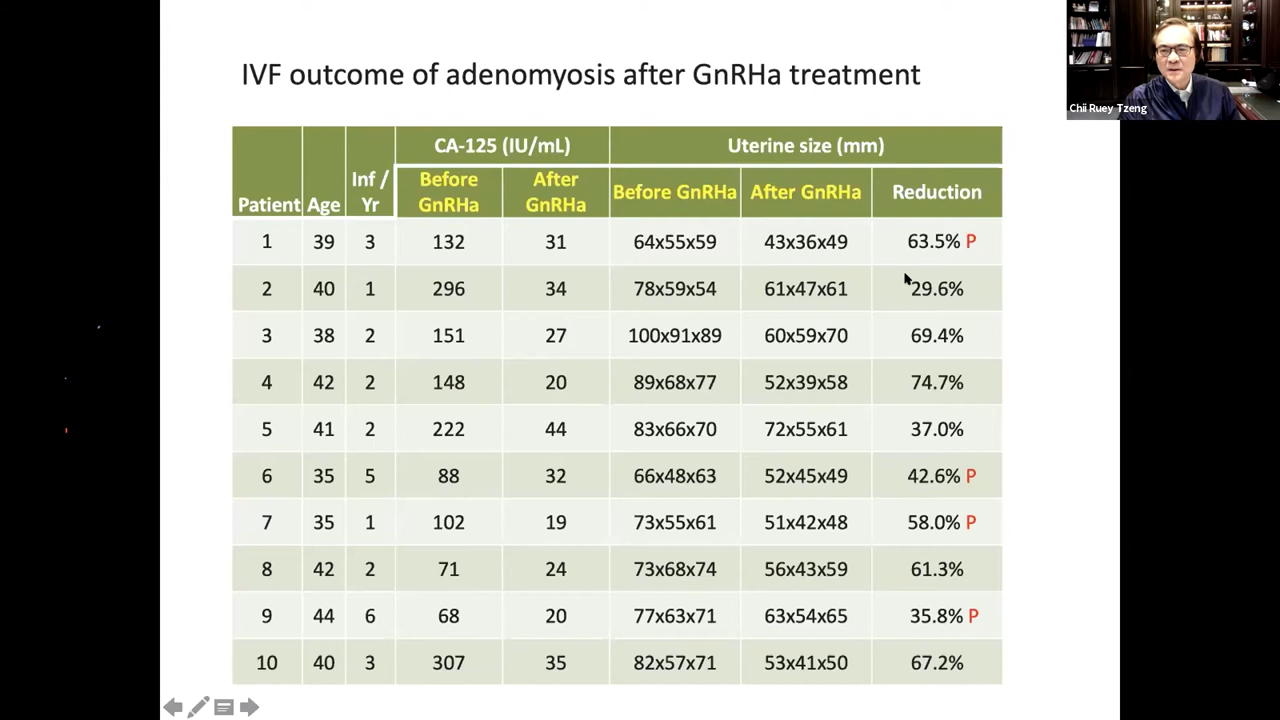 IVF outcome of adenomyosis after GnRHa treatment
Chii Ruey Tzeng
Patient Age Inf / Yr CA-125 (IU/mL) Uterine size (mm)
Before GnRHa After GnRHa Before GnRHa After GnRHa Reduction
1 39 3 132 31 64x55x59 43x36x49 63.5% P
2 40 1 296 34 78x59x54 61x47x61 29.6%
3 38 2 151 27 100x91x89 60x59x70 69.4%
4 42 2 148 20 89x68x77 52x39x58 74.7%
5 41 2 222 44 83x66x70 72x55x61 37.0%
6 35 5 88 32 66x48x63 52x45x49 42.6% P
7 35 1 102 19 73x55x61 51x42x48 58.0% P
8 42 2 71 24 73x68x74 56x43x59 61.3%
9 44 6 68 20 77x63x71 63x54x65 35.8% P
10 40 3 307 35 82x57x71 53x41x50 67.2%